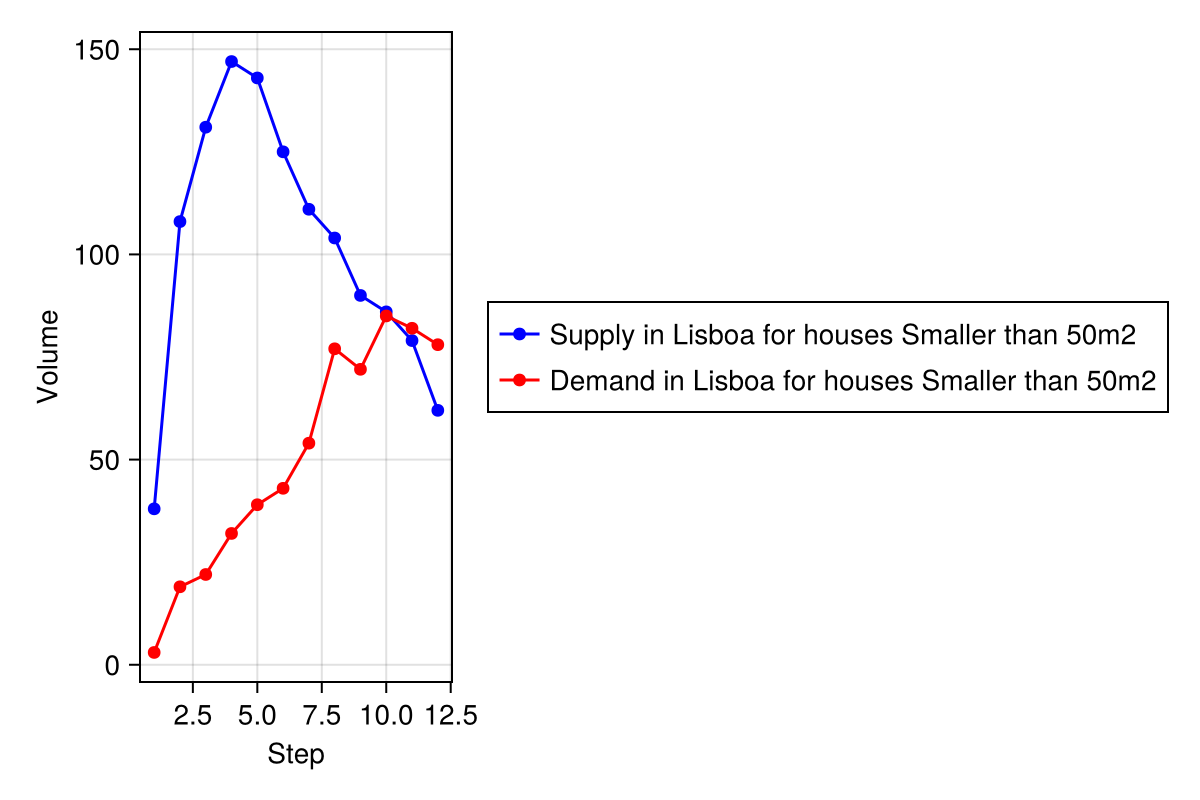 150
100
50
0
Volume
2.5 5.0 7.5 10.0 12.5
Step
Supply in Lisboa for houses Smaller than 50m2
Demand in Lisboa for houses Smaller than 50m2